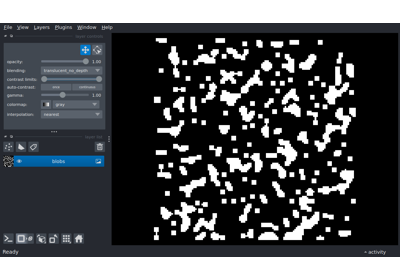 File View Layers Plugins Window Help
opacity: 1.00
blending: translucent_no_depth
contrast limits:
auto-contrast: once continuous
gamma: 1.00
colormap: gray
interpolation: nearest
blobs
Ready activity